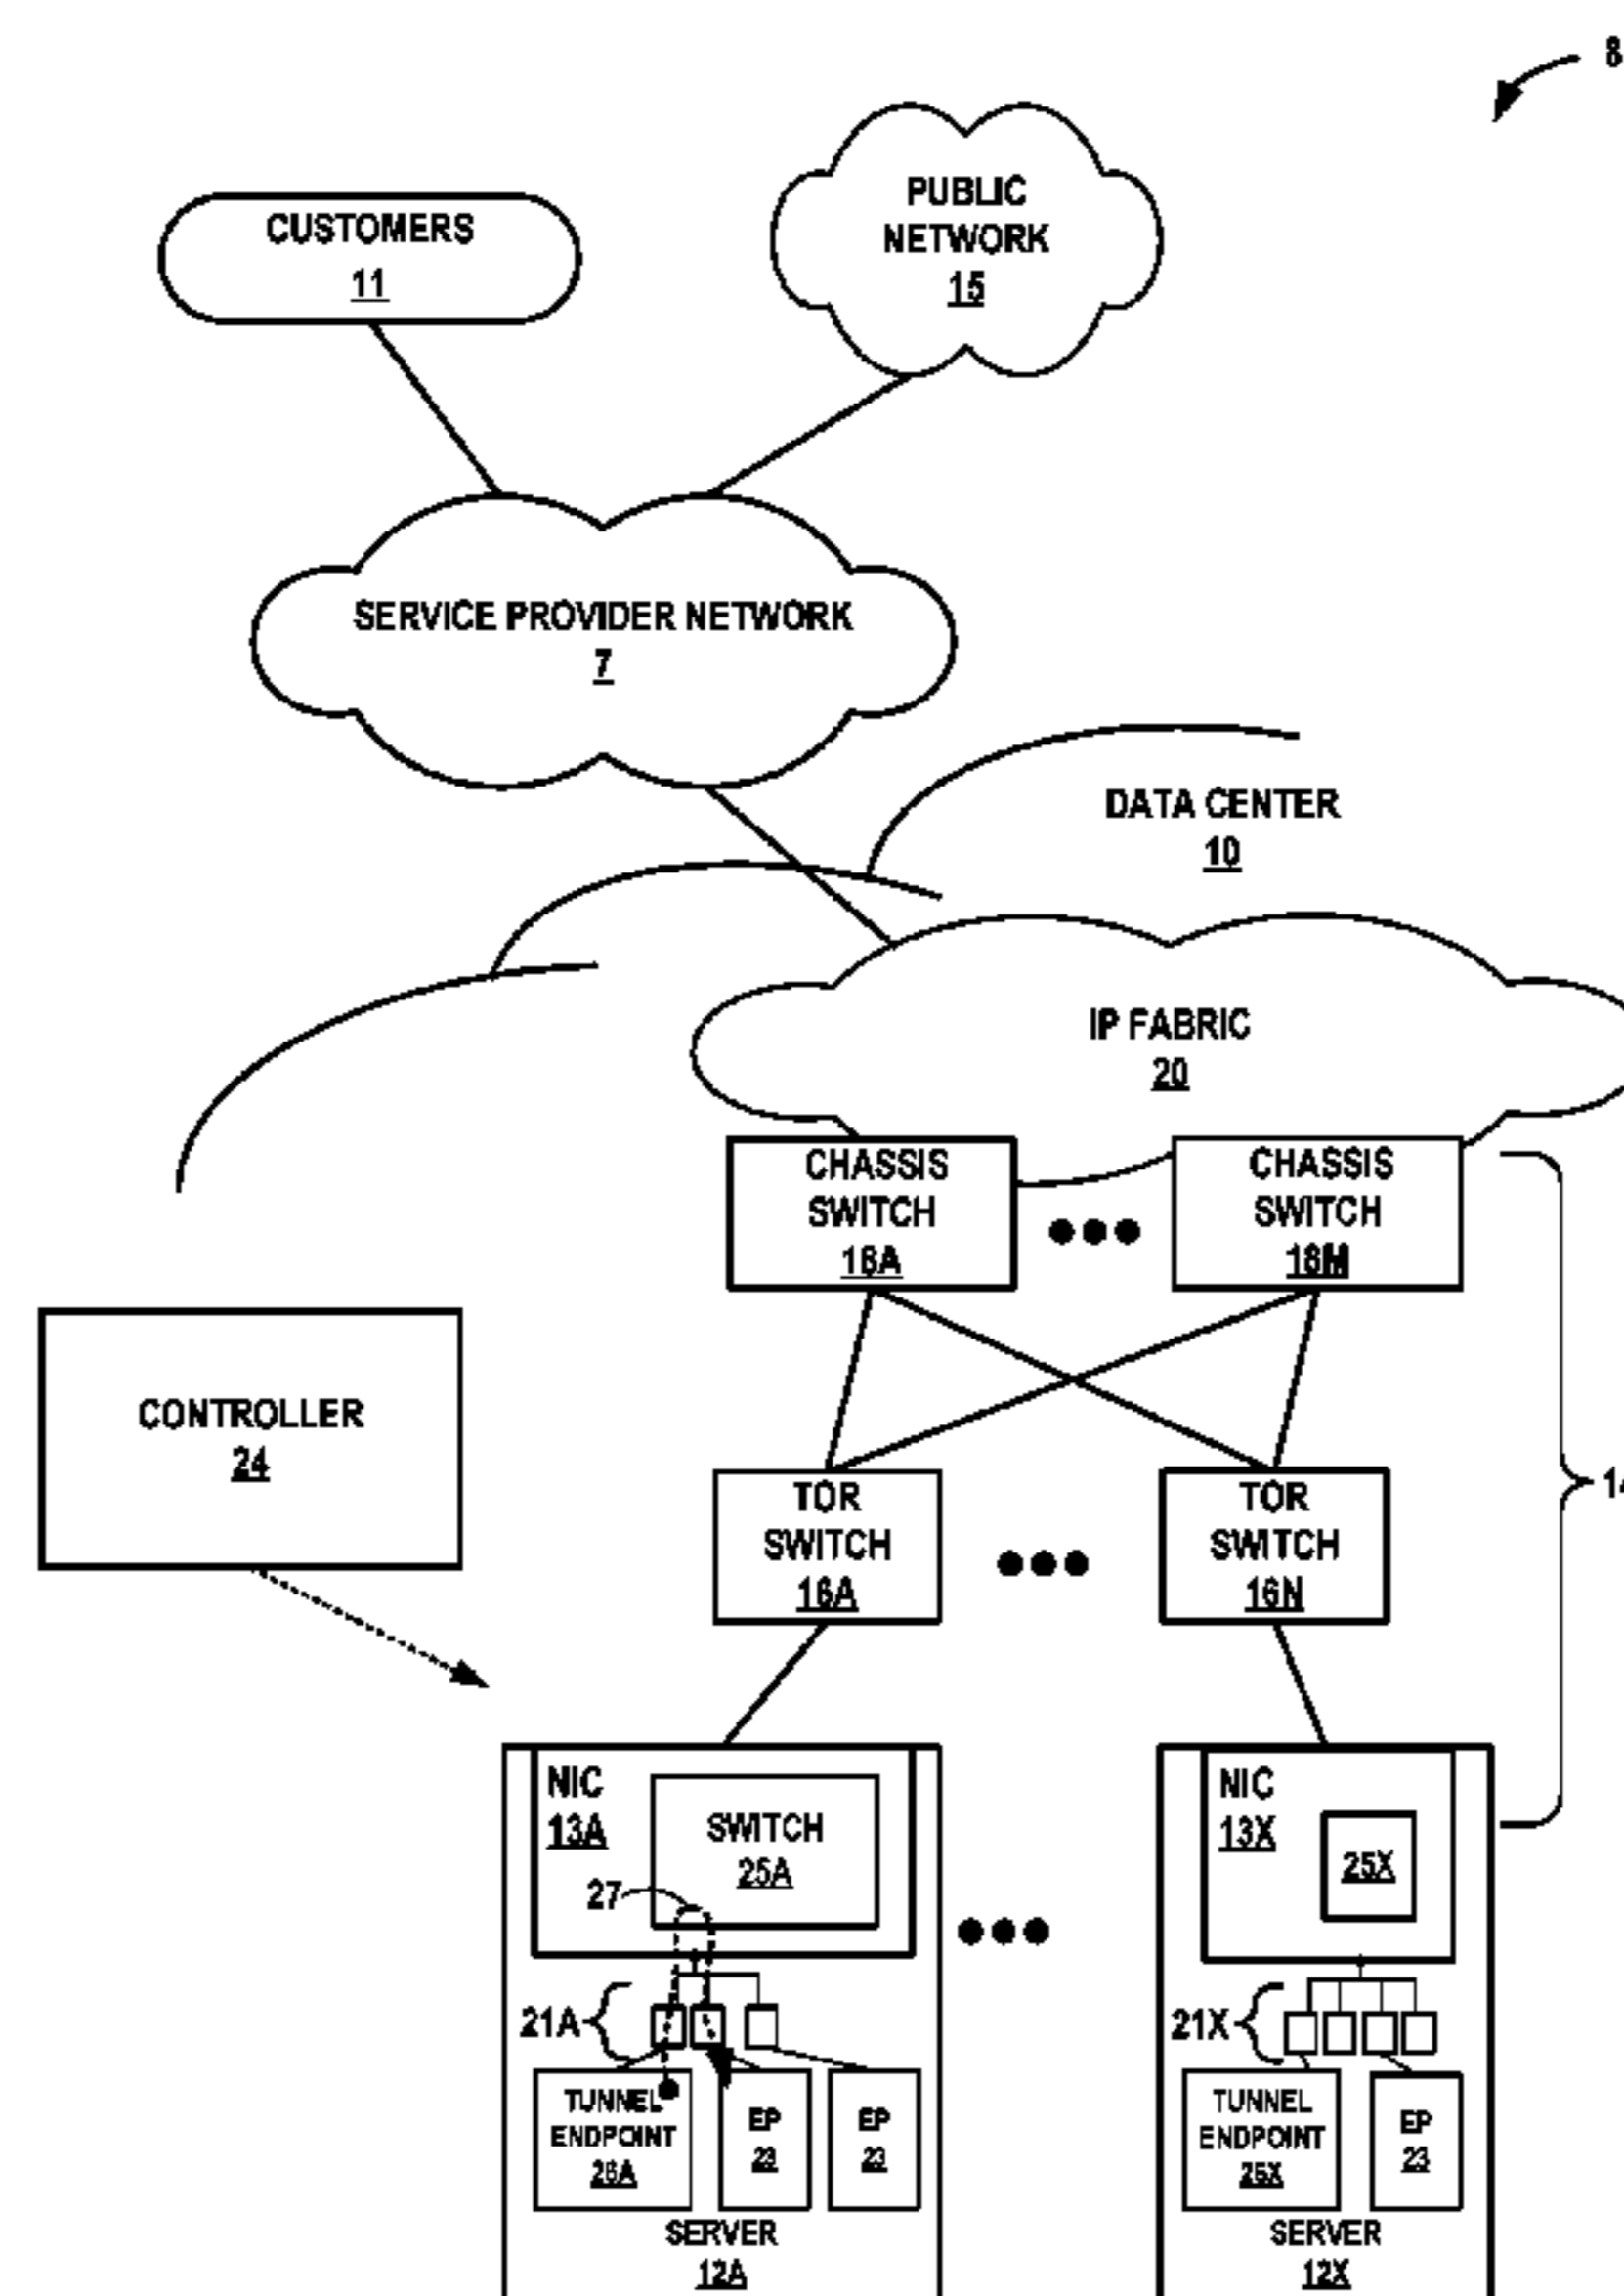 8
CUSTOMERS
11
PUBLIC
NETWORK
15
SERVICE PROVIDER NETWORK
7
DATA CENTER
10
IP FABRIC
20
CHASSIS
SWITCH
18A
CHASSIS
SWITCH
18M
CONTROLLER
24
TOR
SWITCH
16A
TOR
SWITCH
16N
14
NIC
13A
SWITCH
25A
27
NIC
13X
25X
21A
21X
TUNNEL
ENDPOINT
26A
EP
23
EP
23
TUNNEL
ENDPOINT
26X
EP
23
SERVER
12A
SERVER
12X